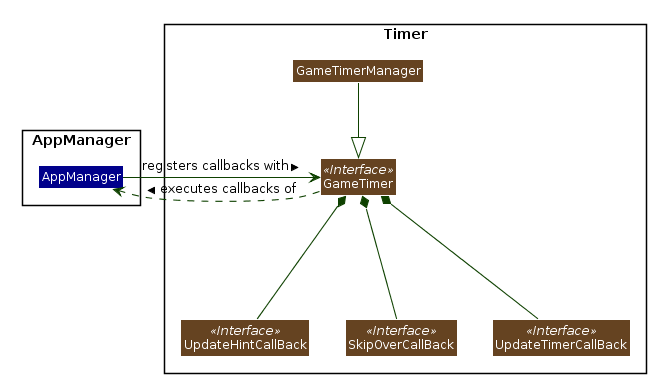 Timer
GameTimerManager
AppManager
AppManager
registers callbacks with ▶
◀ executes callbacks of
«Interface»
GameTimer
«Interface»
UpdateHintCallBack
«Interface»
SkipOverCallBack
«Interface»
UpdateTimerCallBack